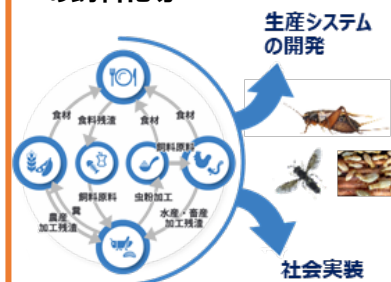 生産システム
の開発
食材
食料残渣
食材
食材
飼料原料
飼料原料
虫粉加工
糞
農産
加工残渣
水産・畜産
加工残渣
社会実装